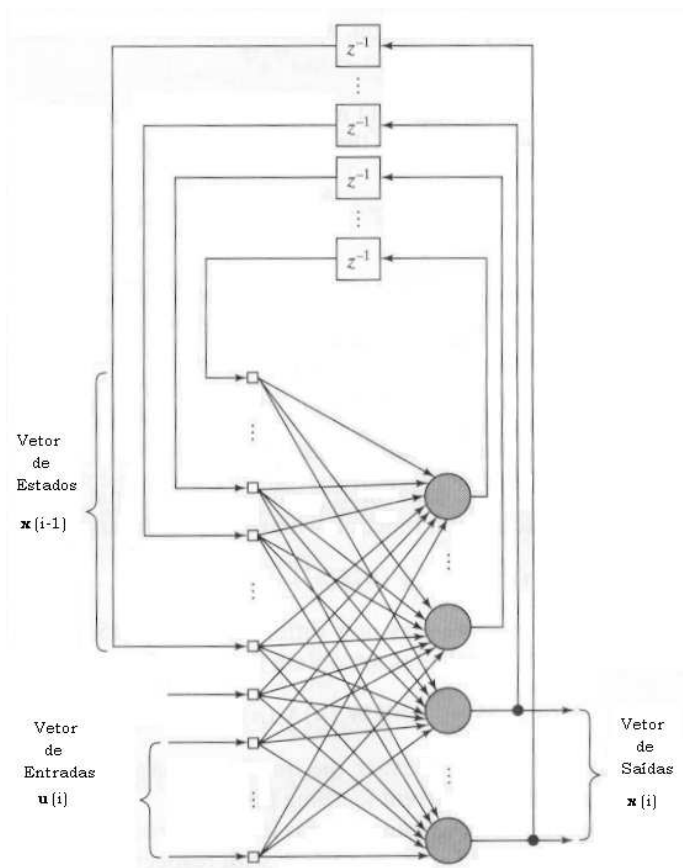 z⁻¹
z⁻¹
z⁻¹
z⁻¹
Vetor
de
Estados
x(i-1)
Vetor
de
Entradas
u(i)
Vetor
de
Saídas
x(i)